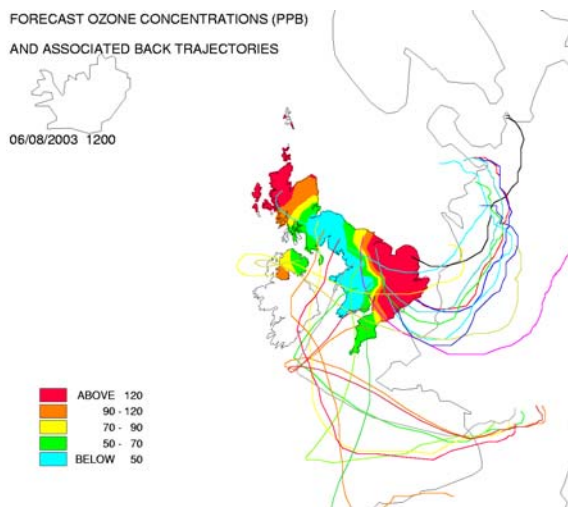 FORECAST OZONE CONCENTRATIONS (PPB)
AND ASSOCIATED BACK TRAJECTORIES
06/08/2003 1200
ABOVE 120
90 - 120
70 - 90
50 - 70
BELOW 50